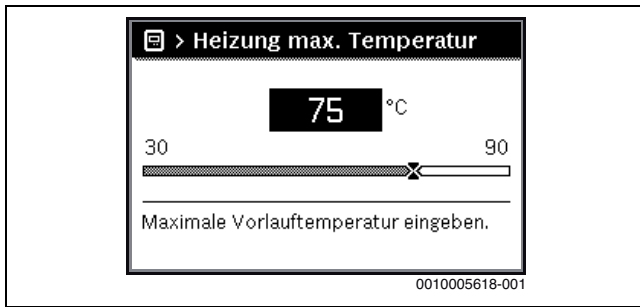 > Heizung max. Temperatur
75 °C
30 90
Maximale Vorlauftemperatur eingeben.
0010005618-001